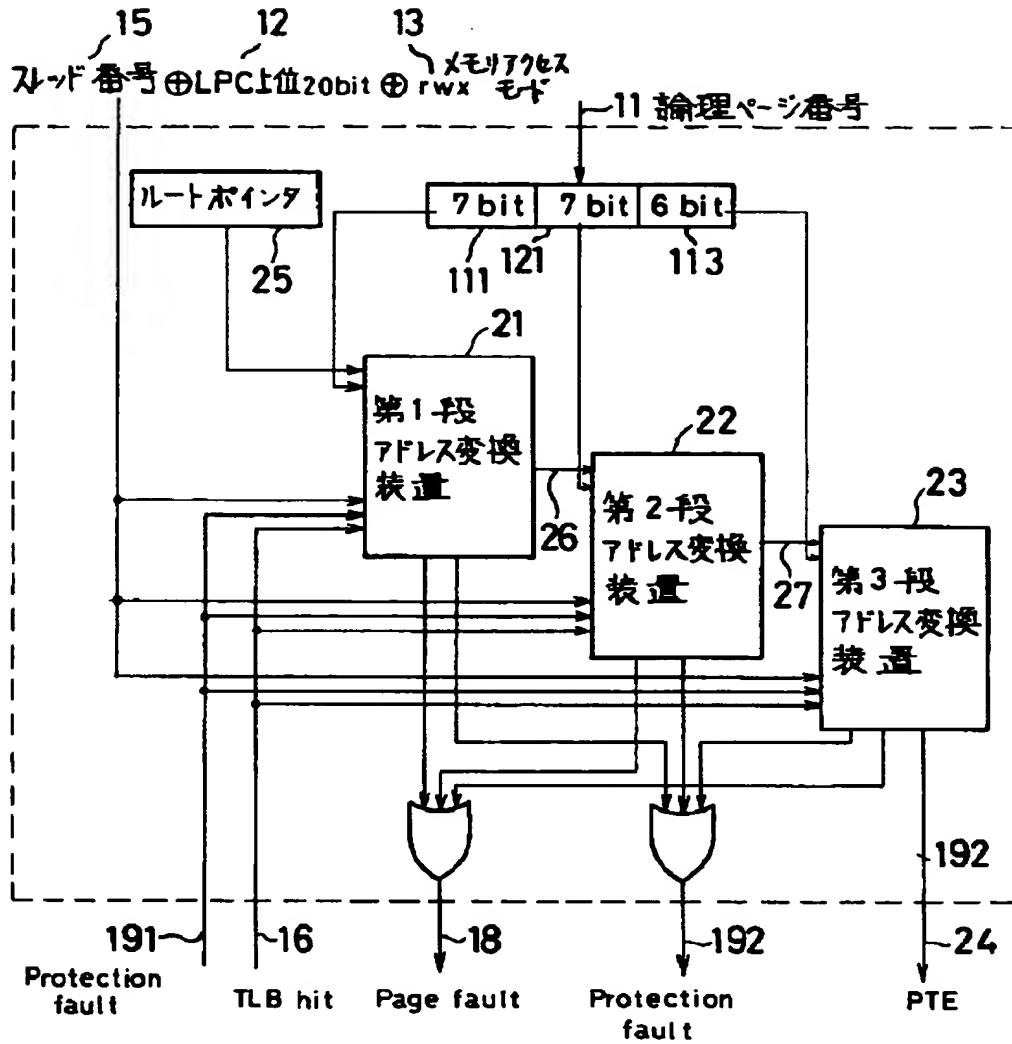 15 12 13
スレッド番号⊕LPC上位20bit⊕rwx メモリアクセスモード
11 論理ページ番号
ルートポインタ
25
7 bit 7 bit 6 bit
111 121 113
21
第1段
アドレス変換
装置
26
22
第2段
アドレス変換
装置
27
23
第3段
アドレス変換
装置
192
191 16 18 192 24
Protection
fault
TLB hit
Page fault
Protection
fault
PTE